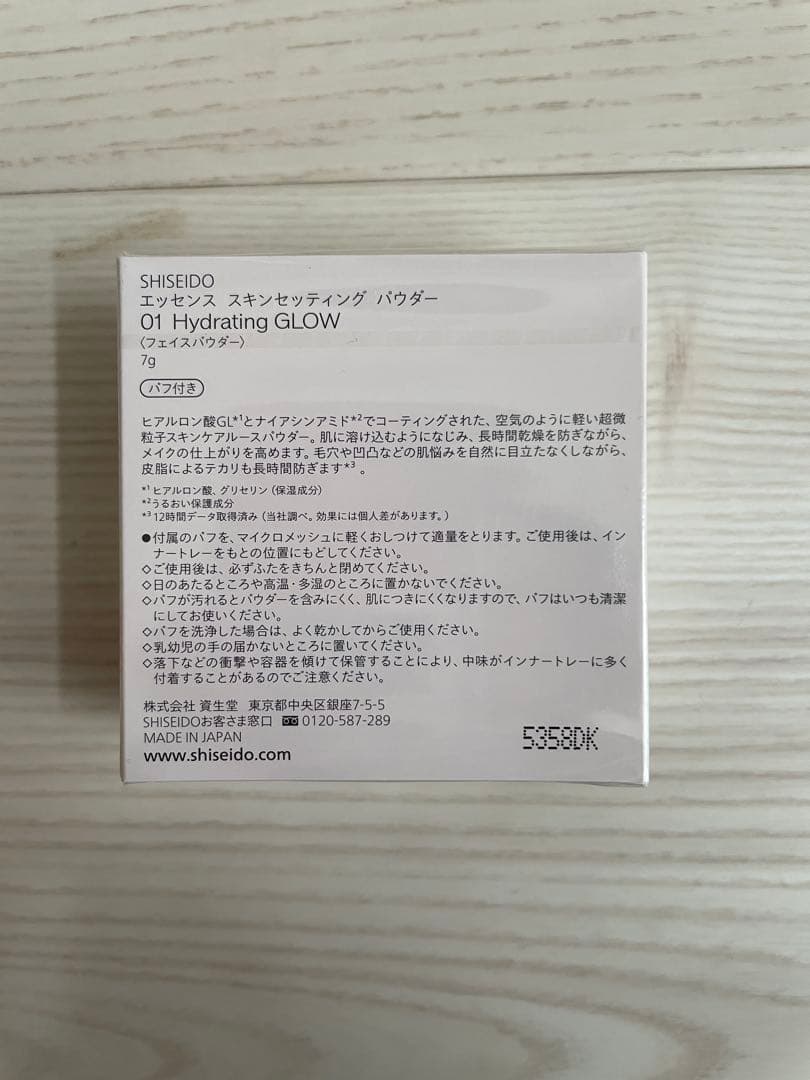 SHISEIDO
エッセンス スキンセッティング パウダー
01 Hydrating GLOW
〈フェイスパウダー〉
7g
パフ付き
ヒアルロン酸GL*1とナイアシンアミド*2でコーティングされた、空気のように軽い超微
粒子スキンケアルースパウダー。肌に溶け込むようになじみ、長時間乾燥を防ぎながら、
メイクの仕上がりを高めます。毛穴や凹凸などの肌悩みを自然に目立たなくしながら、
皮脂によるテカリも長時間防ぎます*3。
*1 ヒアルロン酸、グリセリン（保湿成分）
*2 うるおい保護成分
*3 12時間データ取得済み（当社調べ。効果には個人差があります。）
●付属のパフを、マイクロメッシュに軽くおしつけて適量をとります。ご使用後は、イン
ナートレーをもとの位置にもどしてください。
◇ご使用後は、必ずふたをきちんと閉めてください。
◇日のあたるところや高温・多湿のところに置かないでください。
◇パフが汚れるとパウダーを含みにくく、肌につきにくくなりますので、パフはいつも清潔
にしてお使いください。
◇パフを洗浄した場合は、よく乾かしてからご使用ください。
◇乳幼児の手の届かないところに置いてください。
◇落下などの衝撃や容器を傾けて保管することにより、中味がインナートレーに多く
付着することがあるのでご注意ください。
株式会社 資生堂 東京都中央区銀座7-5-5
SHISEIDOお客さま窓口 0120-587-289
MADE IN JAPAN
www.shiseido.com
5358DK